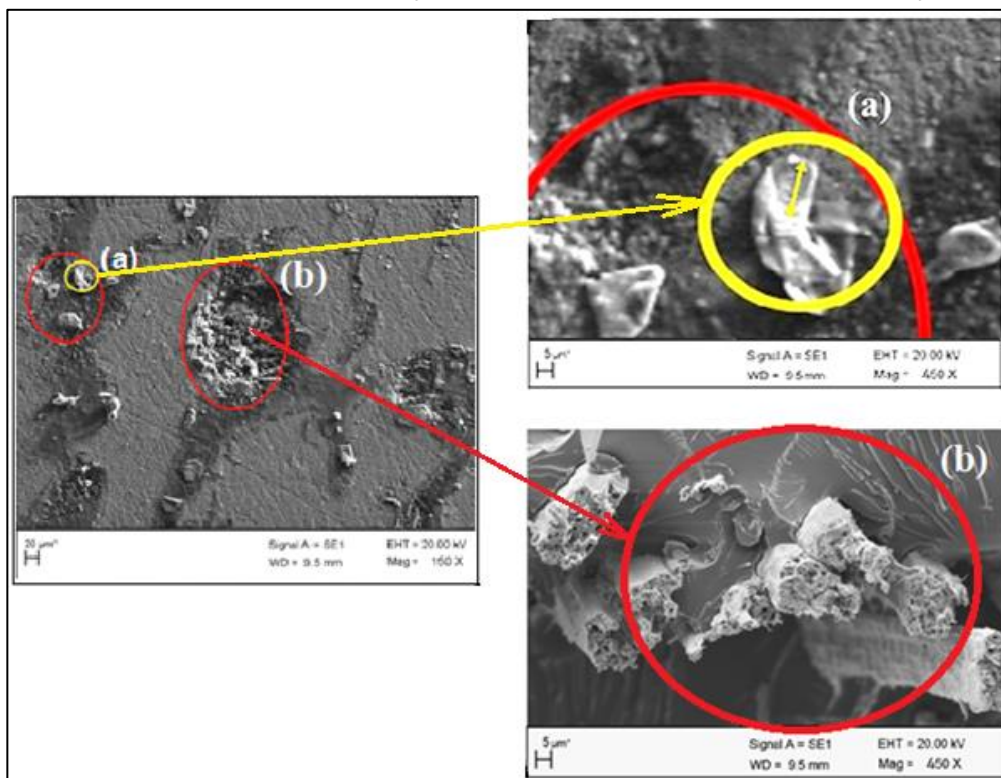 (a)
(b)
20 µm*
Signal A = SE1 EHT = 20.00 kV
WD = 9.5 mm Mag = 150 X
(a)
5 µm*
Signal A = SE1 EHT = 20.00 kV
WD = 9.5 mm Mag = 450 X
(b)
5 µm*
Signal A = SE1 EHT = 20.00 kV
WD = 9.5 mm Mag = 450 X